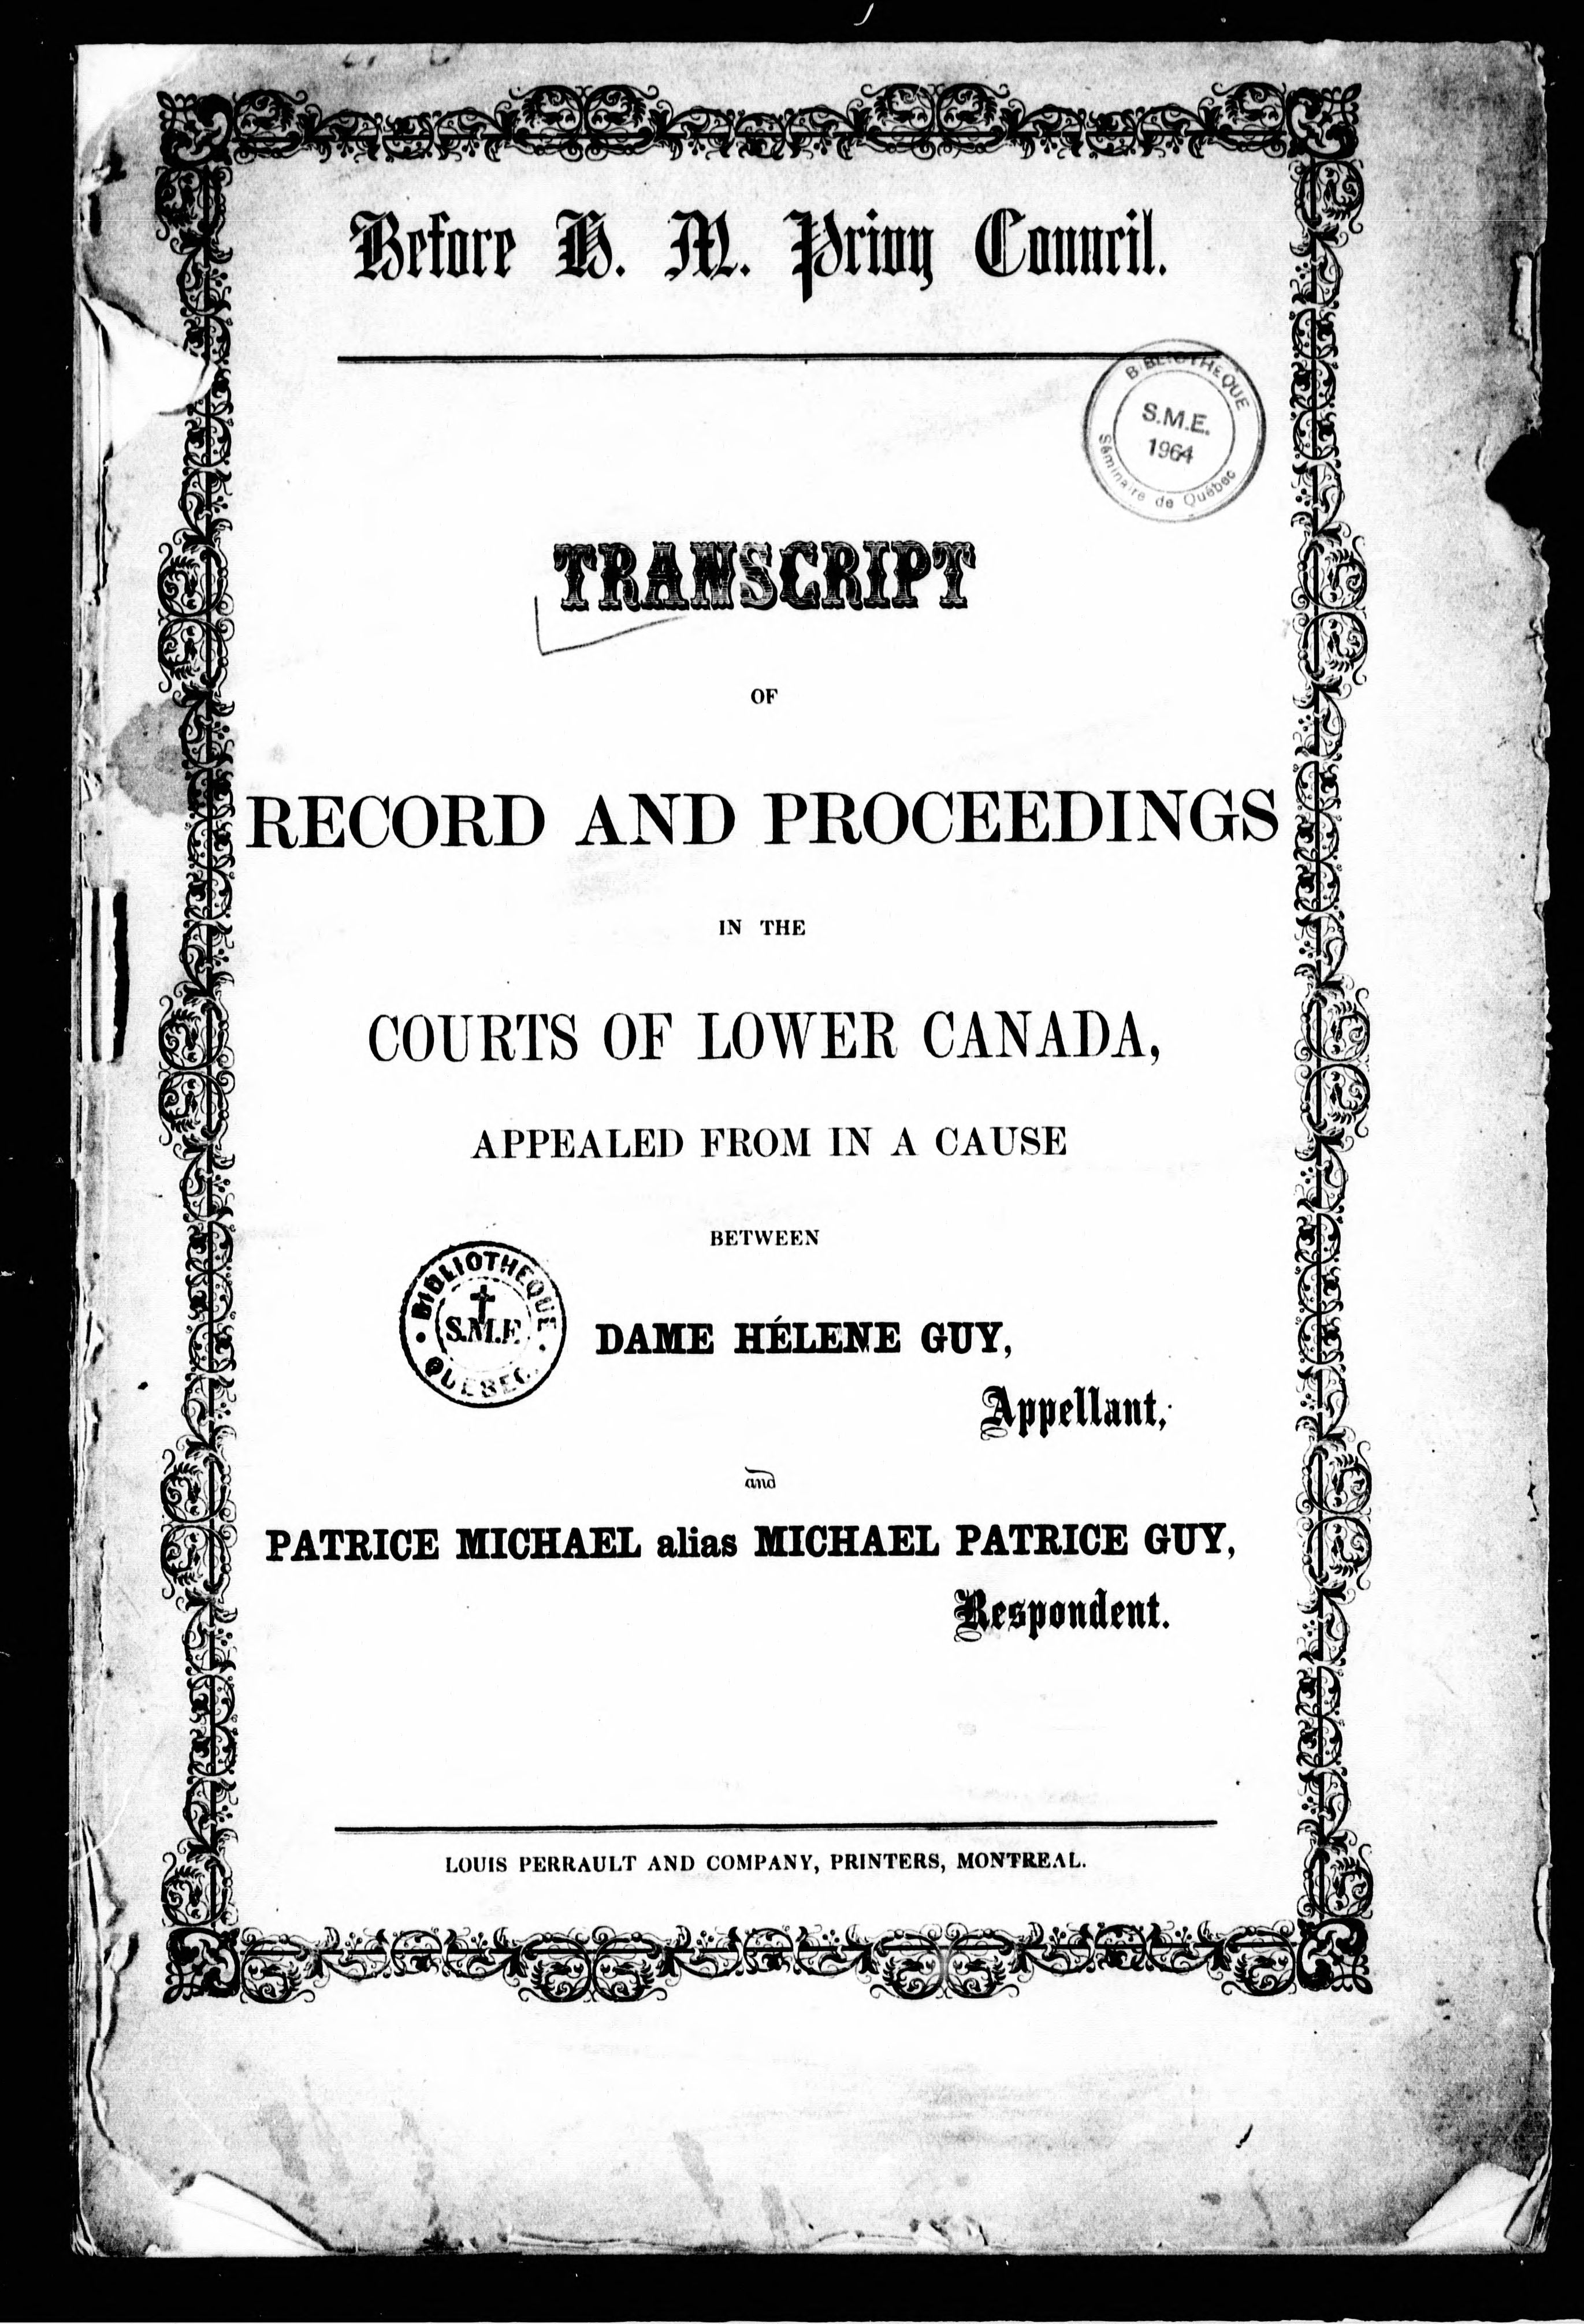 Before H. M. Privy Council.
BIBLIOTHEQUE
S.M.E.
1964
Séminaire de Québec
TRANSCRIPT
OF
RECORD AND PROCEEDINGS
IN THE
COURTS OF LOWER CANADA,
APPEALED FROM IN A CAUSE
BETWEEN
BIBLIOTHEQUE
S.M.E.
QUEBEC
DAME HÉLENE GUY,
Appellant,
and
PATRICE MICHAEL alias MICHAEL PATRICE GUY,
Respondent.
LOUIS PERRAULT AND COMPANY, PRINTERS, MONTREAL.